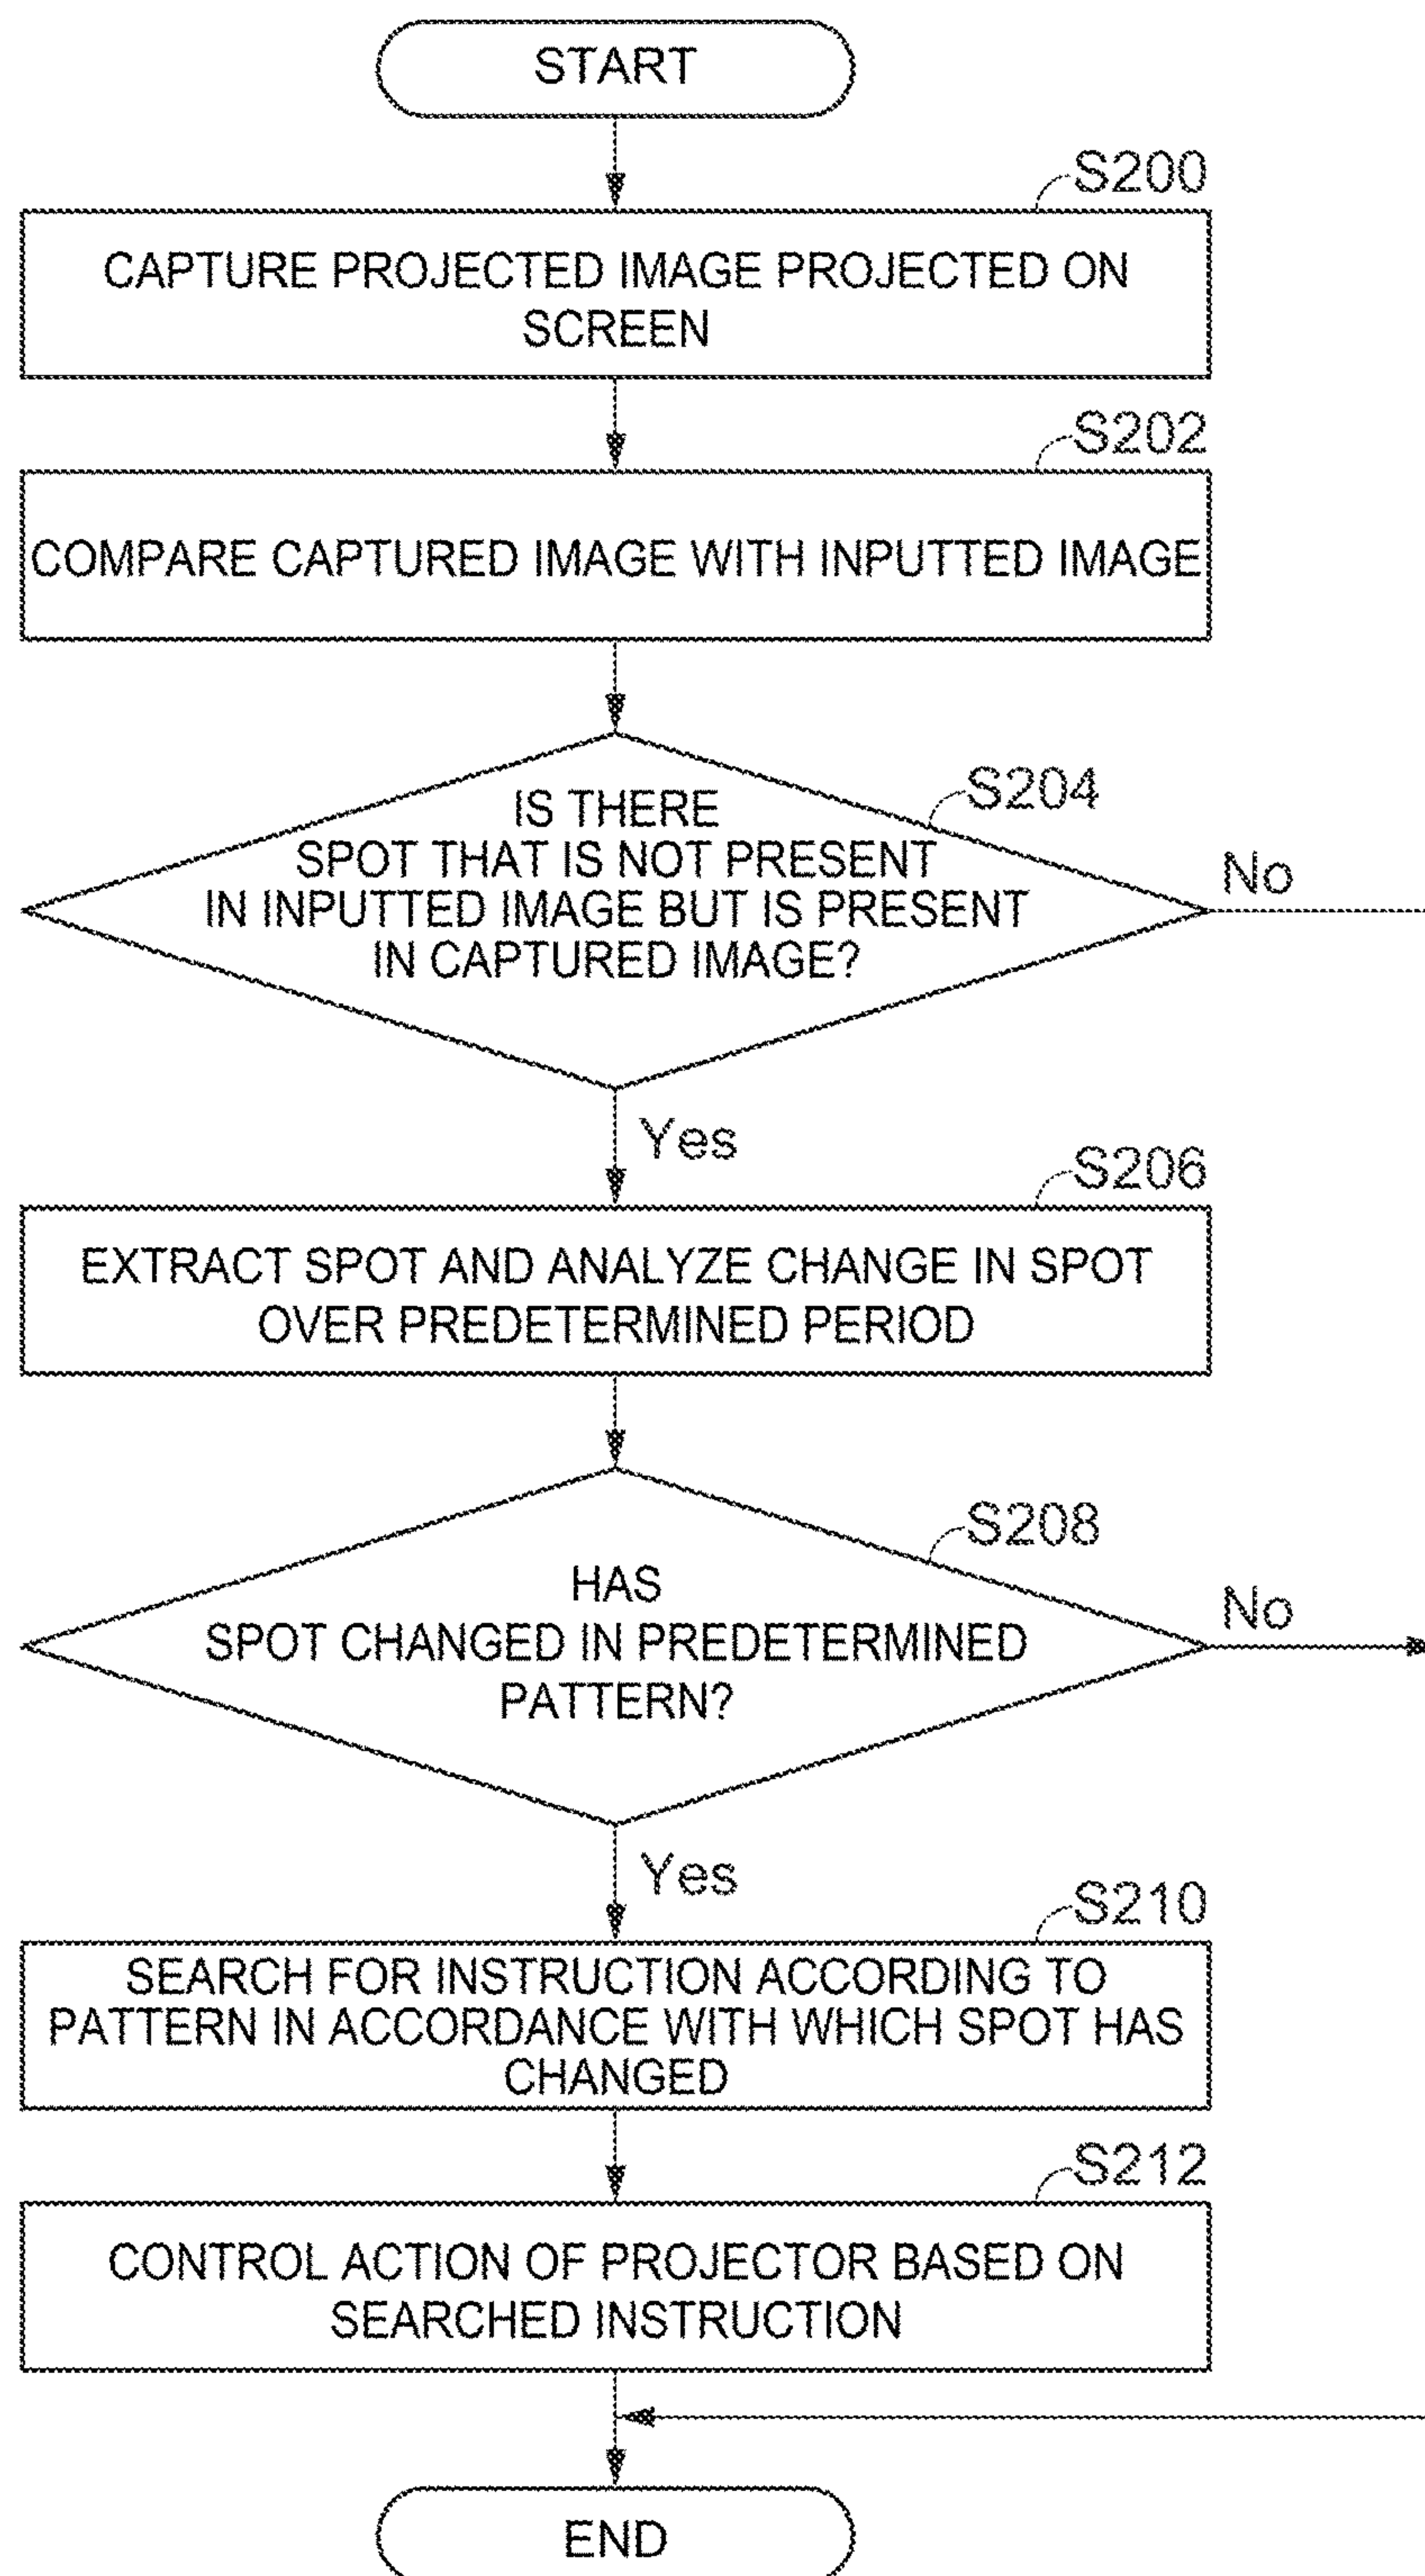 START
S200
CAPTURE PROJECTED IMAGE PROJECTED ON
SCREEN
S202
COMPARE CAPTURED IMAGE WITH INPUTTED IMAGE
S204
IS THERE
SPOT THAT IS NOT PRESENT
IN INPUTTED IMAGE BUT IS PRESENT
IN CAPTURED IMAGE?
No
Yes
S206
EXTRACT SPOT AND ANALYZE CHANGE IN SPOT
OVER PREDETERMINED PERIOD
S208
HAS
SPOT CHANGED IN PREDETERMINED
PATTERN?
No
Yes
S210
SEARCH FOR INSTRUCTION ACCORDING TO
PATTERN IN ACCORDANCE WITH WHICH SPOT HAS
CHANGED
S212
CONTROL ACTION OF PROJECTOR BASED ON
SEARCHED INSTRUCTION
END